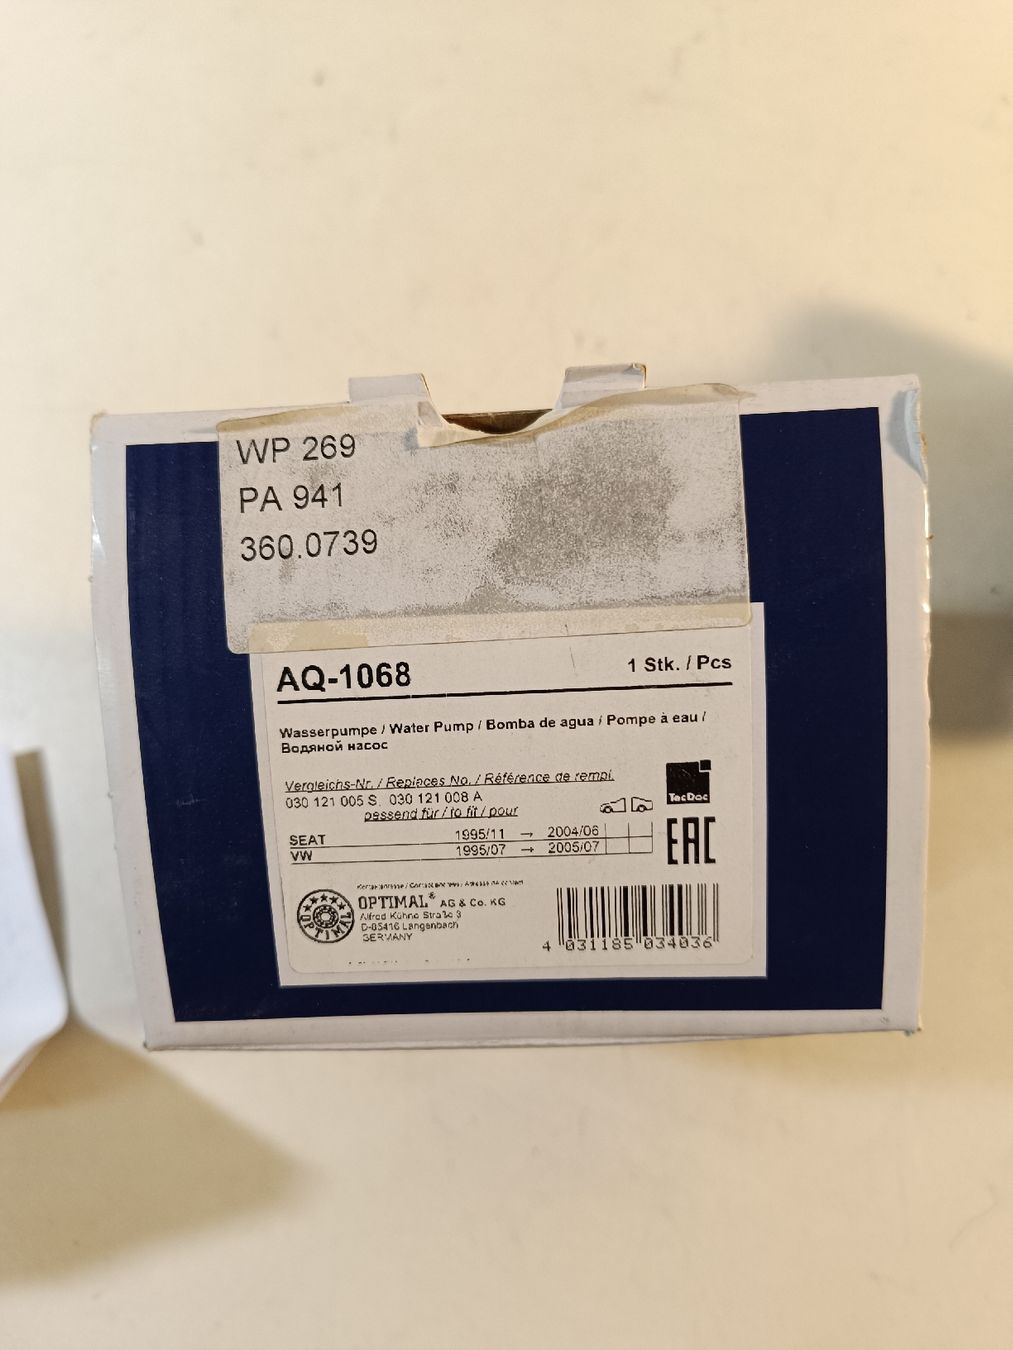 WP 269
PA 941
360.0739
AQ-1068
1 Stk. / Pcs
Wasserpumpe / Water Pump / Bomba de agua / Pompe à eau /
Водяной насос
Vergleichs-Nr. / Replaces No. / Référence de rempl.
030 121 005 S, 030 121 008 A
passend für / to fit / pour
TecDoc
SEAT 1995/11 → 2004/06
VW 1995/07 → 2005/07
EAC
OPTIMAL
OPTIMAL® AG & Co. KG
Alfred Kühne Straße 3
D-85416 Langenbach
GERMANY
4 031185 034036